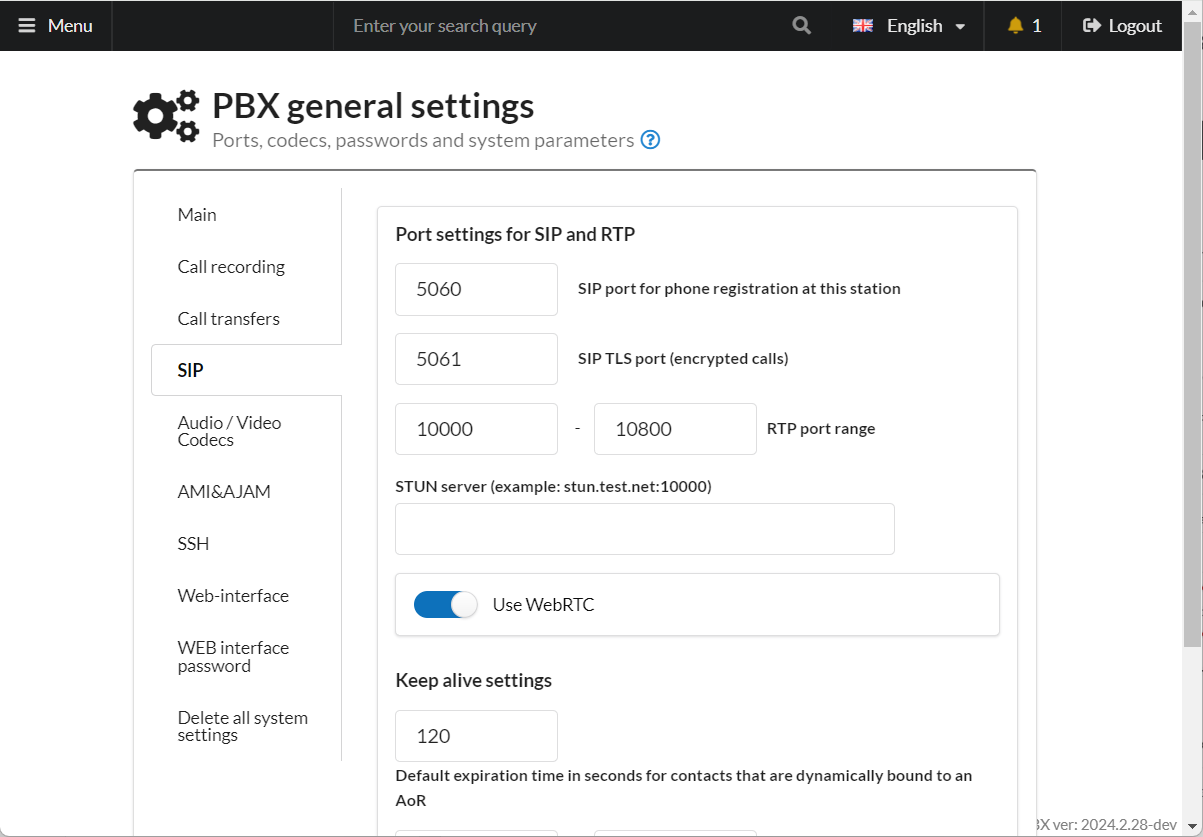 Menu
Enter your search query
English
1
Logout
PBX general settings
Ports, codecs, passwords and system parameters
Main
Call recording
Call transfers
SIP
Audio / Video
Codecs
AMI&AJAM
SSH
Web-interface
WEB interface
password
Delete all system
settings
Port settings for SIP and RTP
5060 SIP port for phone registration at this station
5061 SIP TLS port (encrypted calls)
10000 - 10800 RTP port range
STUN server (example: stun.test.net:10000)
Use WebRTC
Keep alive settings
120
Default expiration time in seconds for contacts that are dynamically bound to an
AoR
ver: 2024.2.28-dev